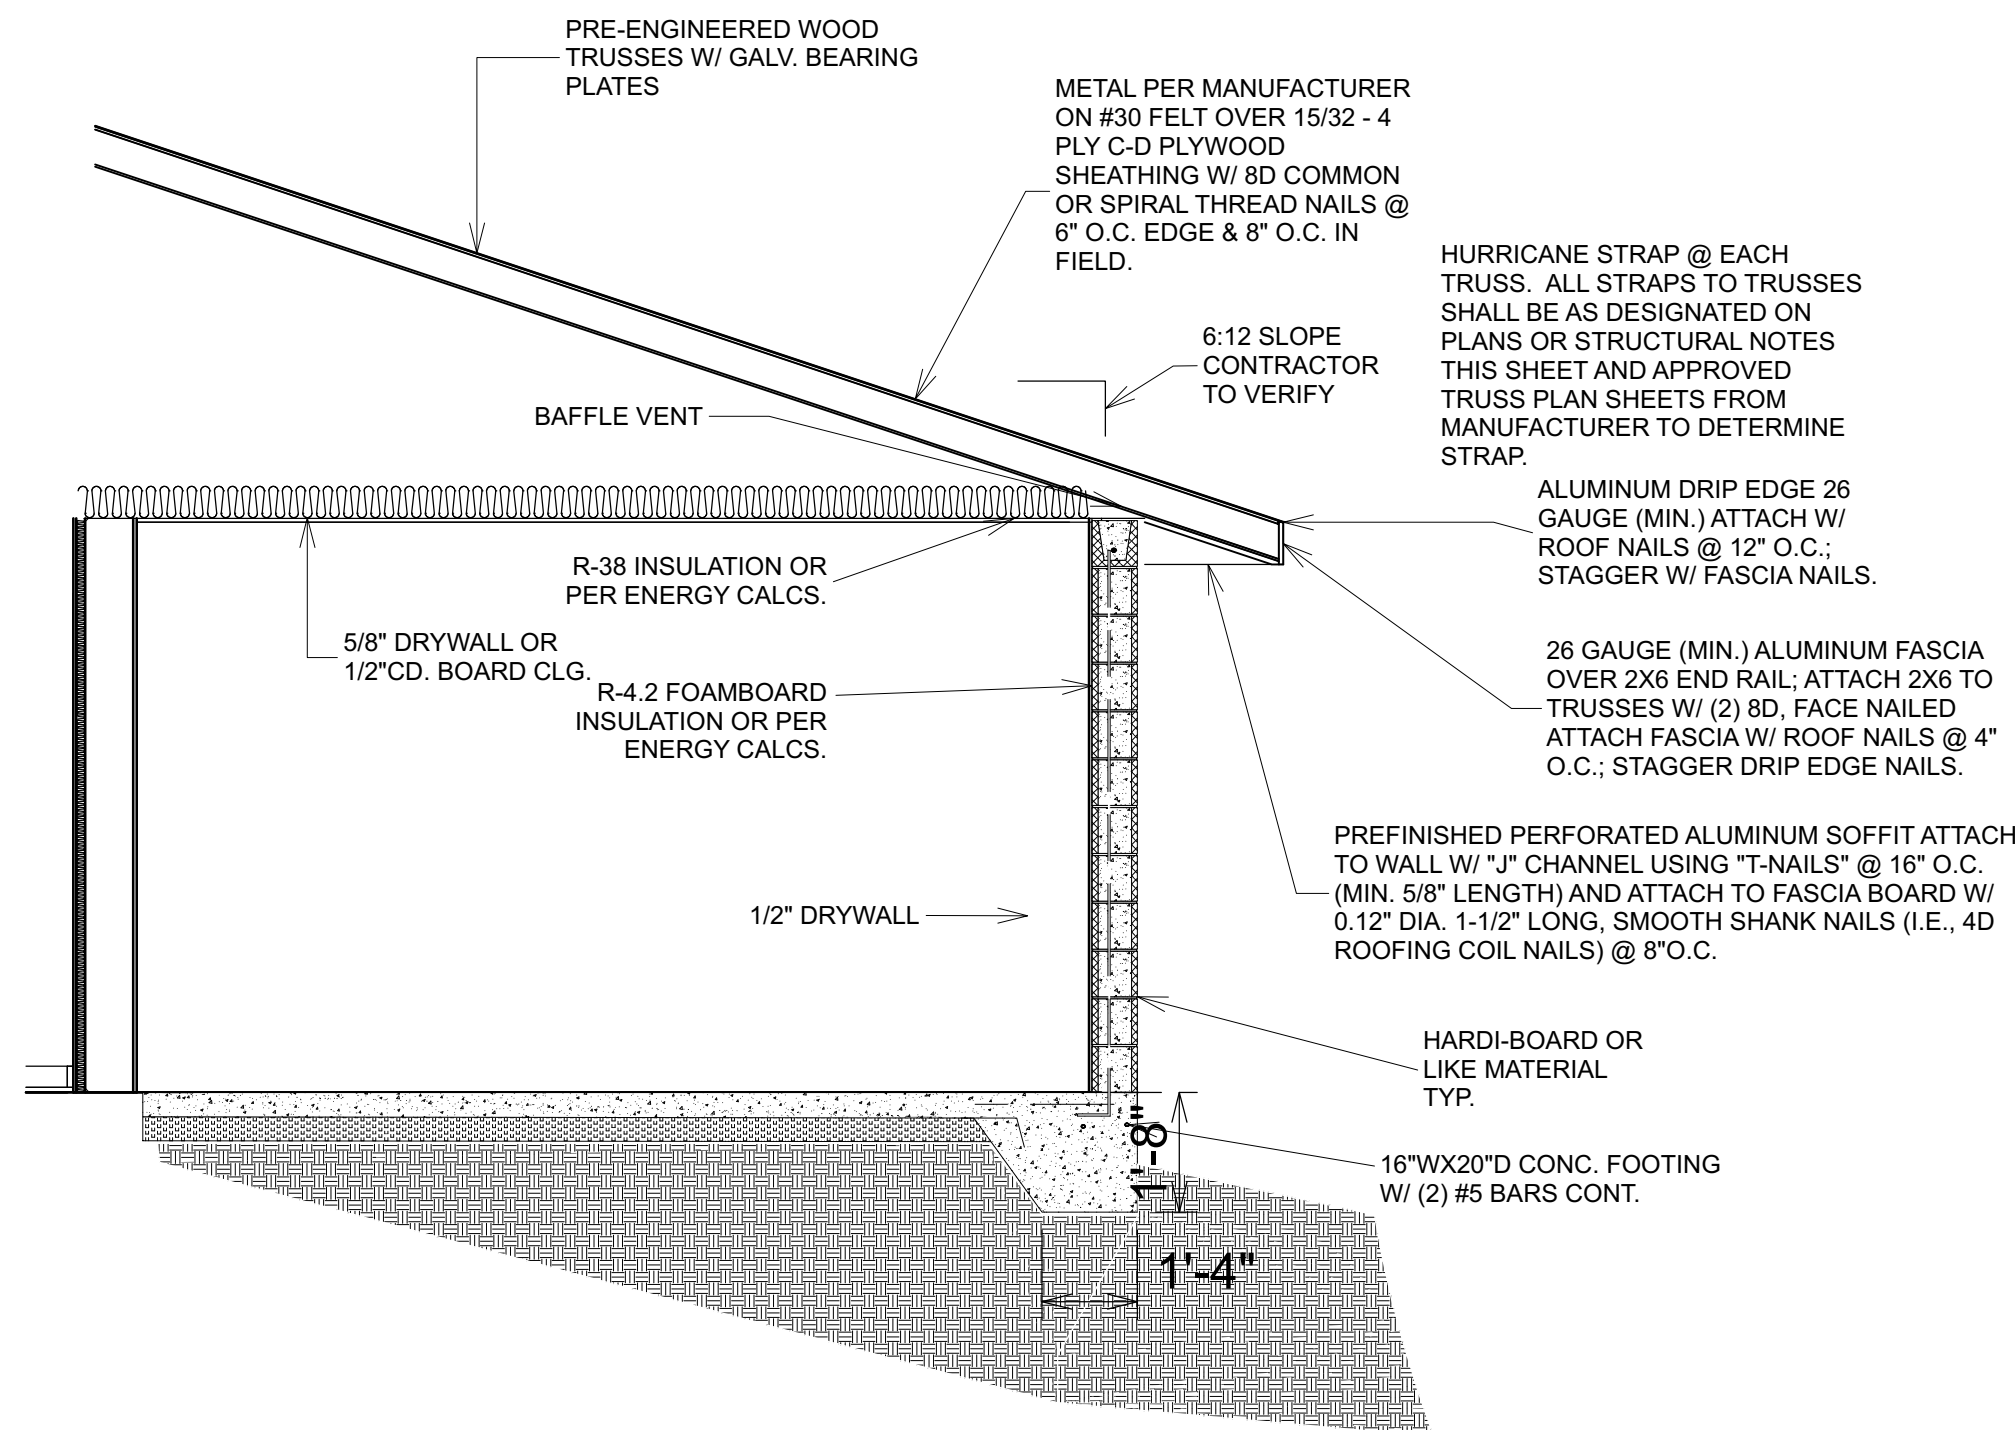 PRE-ENGINEERED WOOD
TRUSSES W/ GALV. BEARING
PLATES
METAL PER MANUFACTURER
ON #30 FELT OVER 15/32 - 4
PLY C-D PLYWOOD
SHEATHING W/ 8D COMMON
OR SPIRAL THREAD NAILS @
6" O.C. EDGE & 8" O.C. IN
FIELD.
HURRICANE STRAP @ EACH
TRUSS. ALL STRAPS TO TRUSSES
SHALL BE AS DESIGNATED ON
PLANS OR STRUCTURAL NOTES
THIS SHEET AND APPROVED
TRUSS PLAN SHEETS FROM
MANUFACTURER TO DETERMINE
STRAP.
6:12 SLOPE
CONTRACTOR
TO VERIFY
BAFFLE VENT
ALUMINUM DRIP EDGE 26
GAUGE (MIN.) ATTACH W/
ROOF NAILS @ 12" O.C.;
STAGGER W/ FASCIA NAILS.
R-38 INSULATION OR
PER ENERGY CALCS.
5/8" DRYWALL OR
1/2"CD. BOARD CLG.
R-4.2 FOAMBOARD
INSULATION OR PER
ENERGY CALCS.
26 GAUGE (MIN.) ALUMINUM FASCIA
OVER 2X6 END RAIL; ATTACH 2X6 TO
TRUSSES W/ (2) 8D, FACE NAILED
ATTACH FASCIA W/ ROOF NAILS @ 4"
O.C.; STAGGER DRIP EDGE NAILS.
PREFINISHED PERFORATED ALUMINUM SOFFIT ATTACH
TO WALL W/ "J" CHANNEL USING "T-NAILS" @ 16" O.C.
(MIN. 5/8" LENGTH) AND ATTACH TO FASCIA BOARD W/
0.12" DIA. 1-1/2" LONG, SMOOTH SHANK NAILS (I.E., 4D
ROOFING COIL NAILS) @ 8"O.C.
1/2" DRYWALL
HARDI-BOARD OR
LIKE MATERIAL
TYP.
1'-8"
16"WX20"D CONC. FOOTING
W/ (2) #5 BARS CONT.
1'-4"